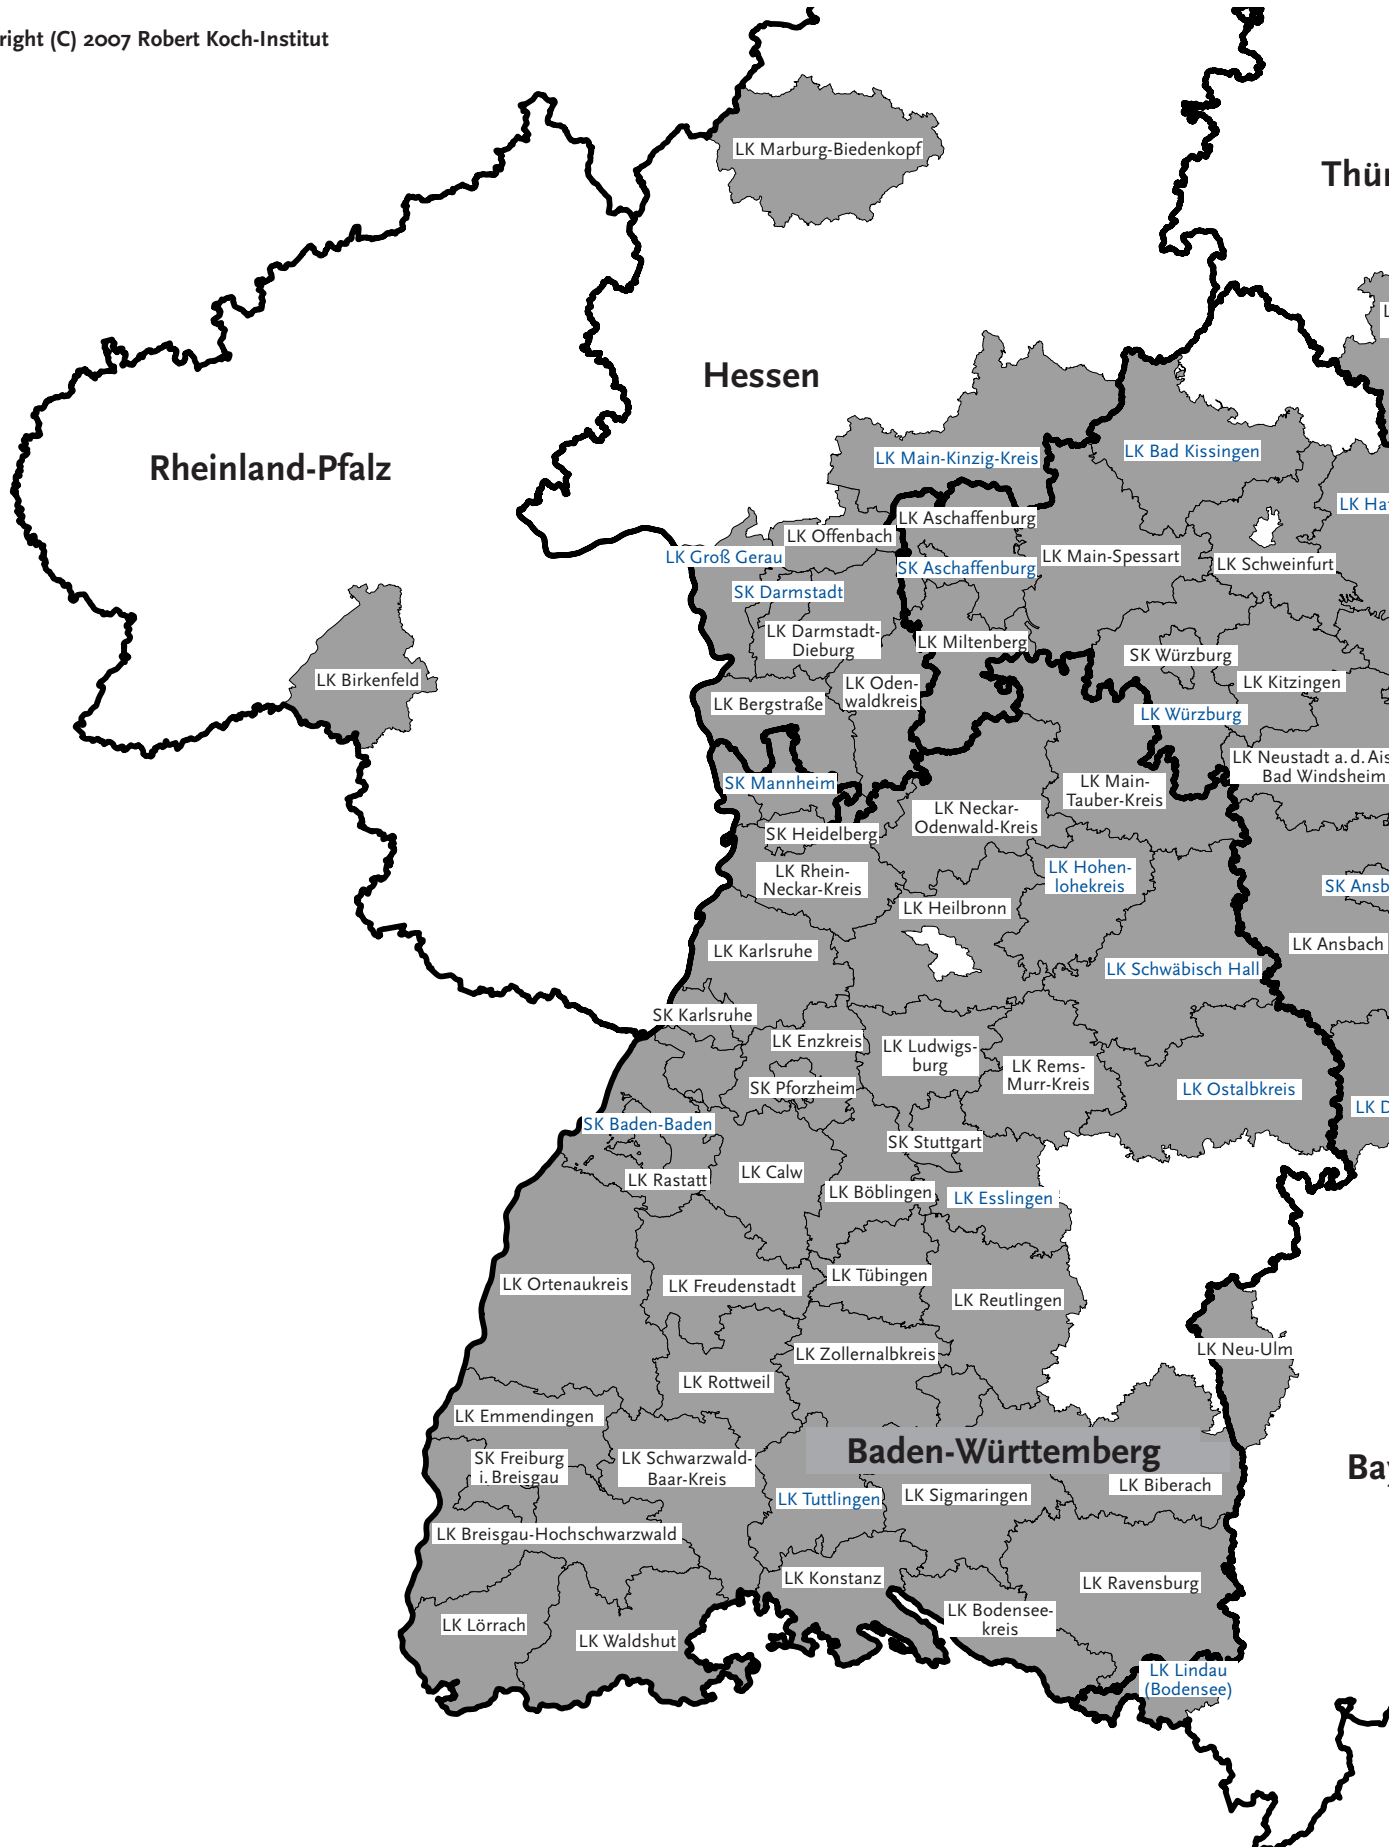 right (C) 2007 Robert Koch-Institut
LK Marburg-Biedenkopf
Thür
L
Hessen
Rheinland-Pfalz
LK Main-Kinzig-Kreis
LK Bad Kissingen
LK Ha
LK Aschaffenburg
LK Offenbach
LK Groß Gerau
SK Aschaffenburg
LK Main-Spessart
LK Schweinfurt
SK Darmstadt
LK Darmstadt-
Dieburg
LK Miltenberg
SK Würzburg
LK Birkenfeld
LK Oden-
waldkreis
LK Kitzingen
LK Bergstraße
LK Würzburg
LK Neustadt a. d. Ais
Bad Windsheim
SK Mannheim
LK Main-
Tauber-Kreis
LK Neckar-
Odenwald-Kreis
SK Heidelberg
LK Rhein-
Neckar-Kreis
LK Hohen-
lohekreis
SK Ansb
LK Heilbronn
LK Ansbach
LK Karlsruhe
LK Schwäbisch Hall
SK Karlsruhe
LK Enzkreis
LK Ludwigs-
burg
LK Rems-
Murr-Kreis
SK Pforzheim
LK Ostalbkreis
LK D
SK Baden-Baden
SK Stuttgart
LK Rastatt
LK Calw
LK Böblingen
LK Esslingen
LK Ortenaukreis
LK Freudenstadt
LK Tübingen
LK Reutlingen
LK Neu-Ulm
LK Zollernalbkreis
LK Rottweil
LK Emmendingen
Baden-Württemberg
SK Freiburg
i. Breisgau
LK Schwarzwald-
Baar-Kreis
Bay
LK Biberach
LK Tuttlingen
LK Sigmaringen
LK Breisgau-Hochschwarzwald
LK Konstanz
LK Ravensburg
LK Bodensee-
kreis
LK Lörrach
LK Waldshut
LK Lindau
(Bodensee)